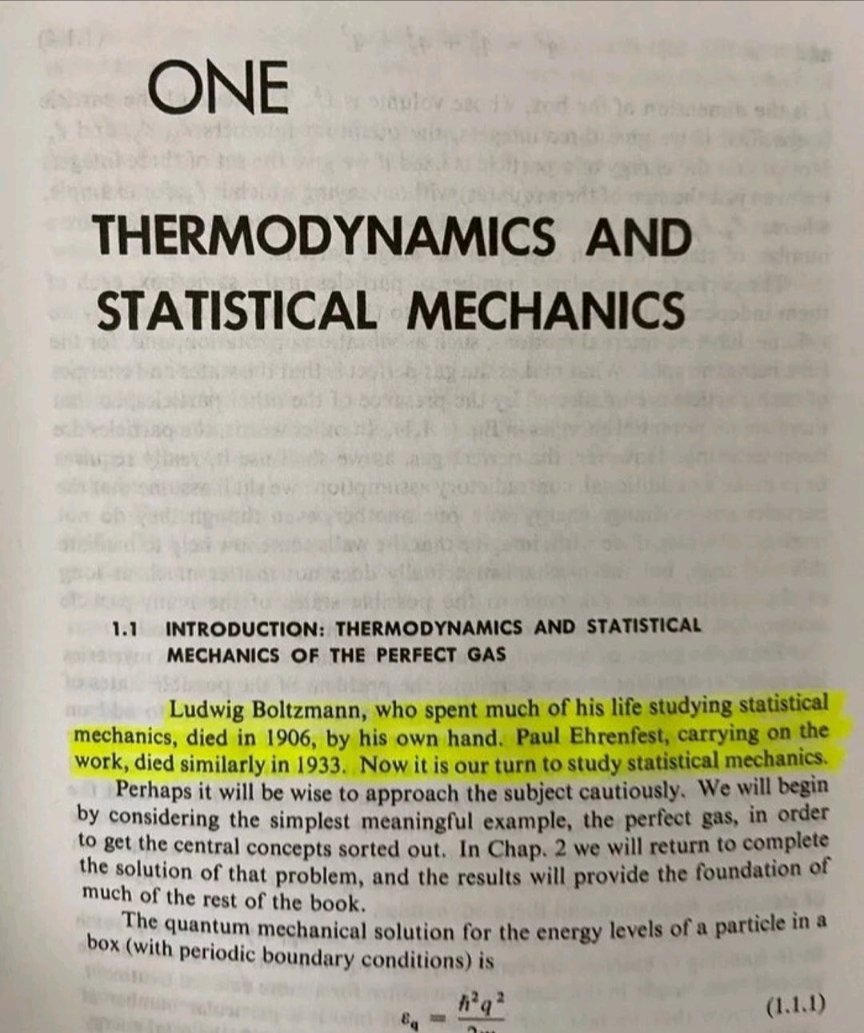 ONE
THERMODYNAMICS AND
STATISTICAL MECHANICS
1.1 INTRODUCTION: THERMODYNAMICS AND STATISTICAL
MECHANICS OF THE PERFECT GAS
Ludwig Boltzmann, who spent much of his life studying statistical
mechanics, died in 1906, by his own hand. Paul Ehrenfest, carrying on the
work, died similarly in 1933. Now it is our turn to study statistical mechanics.
Perhaps it will be wise to approach the subject cautiously. We will begin
by considering the simplest meaningful example, the perfect gas, in order
to get the central concepts sorted out. In Chap. 2 we will return to complete
the solution of that problem, and the results will provide the foundation of
much of the rest of the book.
The quantum mechanical solution for the energy levels of a particle in a
box (with periodic boundary conditions) is
ε_q = ħ²q² (1.1.1)